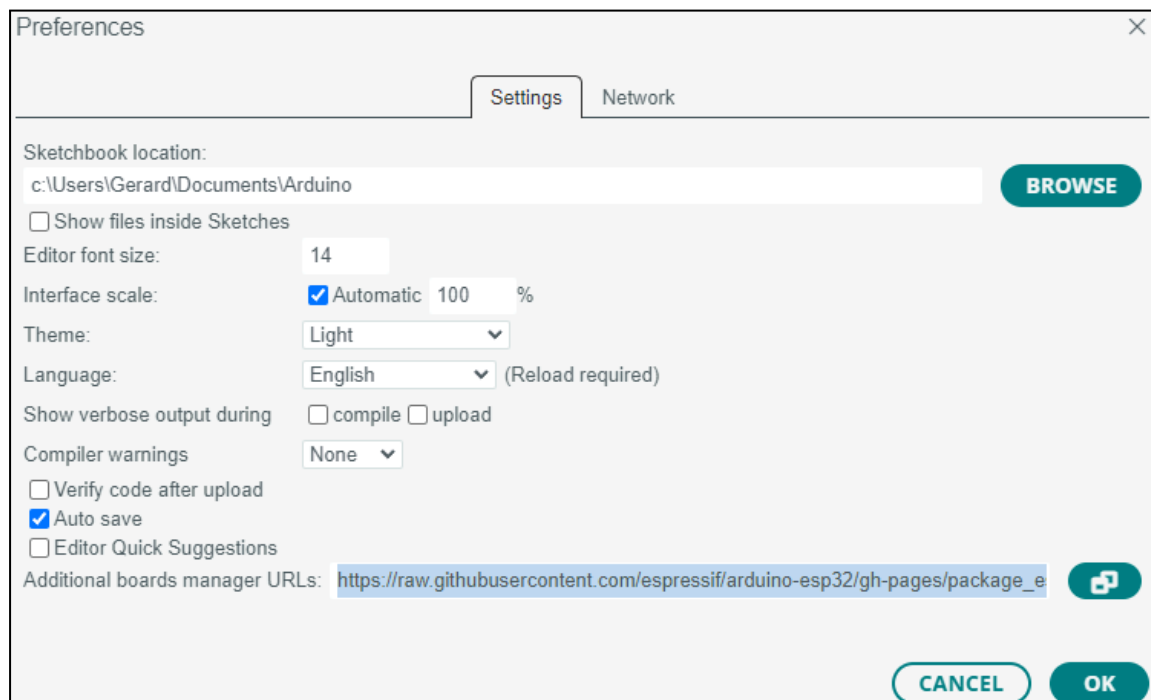 Preferences
Settings Network
Sketchbook location:
c:\Users\Gerard\Documents\Arduino BROWSE
Show files inside Sketches
Editor font size: 14
Interface scale: Automatic 100 %
Theme: Light
Language: English (Reload required)
Show verbose output during compile upload
Compiler warnings None
Verify code after upload
Auto save
Editor Quick Suggestions
Additional boards manager URLs: https://raw.githubusercontent.com/espressif/arduino-esp32/gh-pages/package_e
CANCEL OK